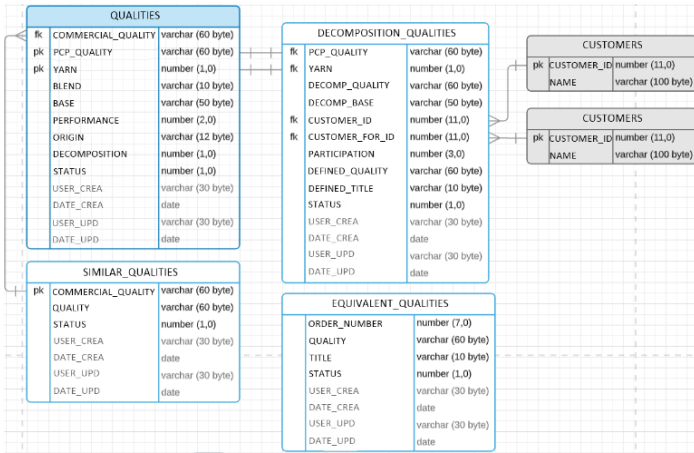 QUALITIES
fk COMMERCIAL_QUALITY varchar (60 byte)
pk PCP_QUALITY varchar (60 byte)
pk YARN number (1,0)
BLEND varchar (10 byte)
BASE varchar (50 byte)
PERFORMANCE number (2,0)
ORIGIN varchar (12 byte)
DECOMPOSITION number (1,0)
STATUS number (1,0)
USER_CREA varchar (30 byte)
DATE_CREA date
USER_UPD varchar (30 byte)
DATE_UPD date
DECOMPOSITION_QUALITIES
fk PCP_QUALITY varchar (60 byte)
fk YARN number (1,0)
DECOMP_QUALITY varchar (60 byte)
DECOMP_BASE varchar (50 byte)
fk CUSTOMER_ID number (11,0)
fk CUSTOMER_FOR_ID number (11,0)
PARTICIPATION number (3,0)
DEFINED_QUALITY varchar (60 byte)
DEFINED_TITLE varchar (10 byte)
STATUS number (1,0)
USER_CREA varchar (30 byte)
DATE_CREA date
USER_UPD varchar (30 byte)
DATE_UPD date
CUSTOMERS
pk CUSTOMER_ID number (11,0)
NAME varchar (100 byte)
CUSTOMERS
pk CUSTOMER_ID number (11,0)
NAME varchar (100 byte)
SIMILAR_QUALITIES
pk COMMERCIAL_QUALITY varchar (60 byte)
QUALITY varchar (60 byte)
STATUS number (1,0)
USER_CREA varchar (30 byte)
DATE_CREA date
USER_UPD varchar (30 byte)
DATE_UPD date
EQUIVALENT_QUALITIES
ORDER_NUMBER number (7,0)
QUALITY varchar (60 byte)
TITLE varchar (10 byte)
STATUS number (1,0)
USER_CREA varchar (30 byte)
DATE_CREA date
USER_UPD varchar (30 byte)
DATE_UPD date